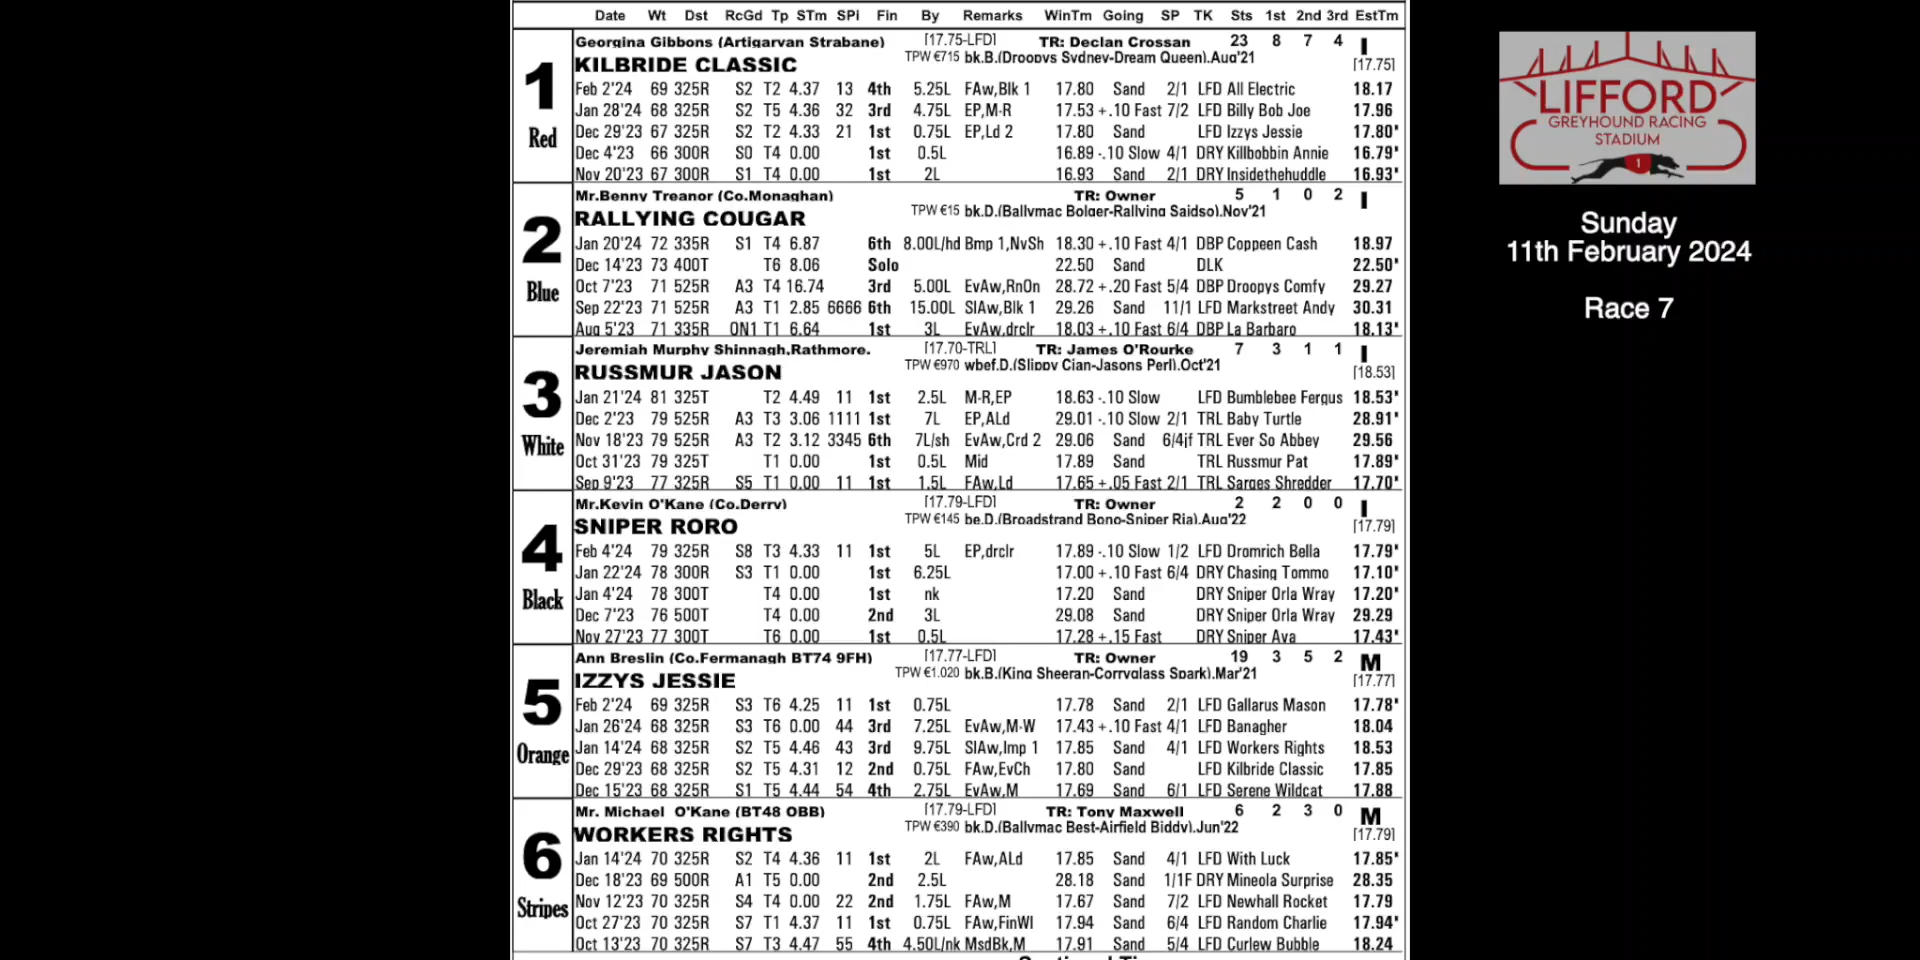 Date Wt Dst RcGd Tp STm SPi Fin By Remarks WinTm Going SP TK Sts 1st 2nd 3rd EstTm
1
Red
Georgina Gibbons (Artigarvan Strabane) [17.75-LFD] TR: Declan Crossan 23 8 7 4 I
KILBRIDE CLASSIC TPW €715 bk.B.(Droopys Sydney-Dream Queen).Aug'21 [17.75]
Feb 2'24 69 325R S2 T2 4.37 13 4th 5.25L FAw,Blk 1 17.80 Sand 2/1 LFD All Electric 18.17
Jan 28'24 68 325R S2 T5 4.36 32 3rd 4.75L EP,M-R 17.53 +.10 Fast 7/2 LFD Billy Bob Joe 17.96
Dec 29'23 67 325R S2 T2 4.33 21 1st 0.75L EP,Ld 2 17.80 Sand LFD Izzys Jessie 17.80'
Dec 4'23 66 300R S0 T4 0.00 1st 0.5L 16.89 -.10 Slow 4/1 DRY Killbobbin Annie 16.79'
Nov 20'23 67 300R S1 T4 0.00 1st 2L 16.93 Sand 2/1 DRY Insidethehuddle 16.93'
2
Blue
Mr.Benny Treanor (Co.Monaghan) TR: Owner 5 1 0 2 I
RALLYING COUGAR TPW €15 bk.D.(Ballymac Bolger-Rallying Saidso).Nov'21
Jan 20'24 72 335R S1 T4 6.87 6th 8.00L/hd Bmp 1,NvSh 18.30 +.10 Fast 4/1 DBP Coppeen Cash 18.97
Dec 14'23 73 400T T6 8.06 Solo 22.50 Sand DLK 22.50'
Oct 7'23 71 525R A3 T4 16.74 3rd 5.00L EvAw,RnOn 28.72 +.20 Fast 5/4 DBP Droopys Comfy 29.27
Sep 22'23 71 525R A3 T1 2.85 6666 6th 15.00L SlAw,Blk 1 29.26 Sand 11/1 LFD Markstreet Andy 30.31
Aug 5'23 71 335R ON1 T1 6.64 1st 3L EvAw,drclr 18.03 +.10 Fast 6/4 DBP La Barbaro 18.13'
3
White
Jeremiah Murphy Shinnagh,Rathmore. [17.70-TRL] TR: James O'Rourke 7 3 1 1 I
RUSSMUR JASON TPW €970 wbef.D.(Slippy Cian-Jasons Perl).Oct'21 [18.53]
Jan 21'24 81 325T T2 4.49 11 1st 2.5L M-R,EP 18.63 -.10 Slow LFD Bumblebee Fergus 18.53'
Dec 2'23 79 525R A3 T3 3.06 1111 1st 7L EP,ALd 29.01 -.10 Slow 2/1 TRL Baby Turtle 28.91'
Nov 18'23 79 525R A3 T2 3.12 3345 6th 7L/sh EvAw,Crd 2 29.06 Sand 6/4jf TRL Ever So Abbey 29.56
Oct 31'23 79 325T T1 0.00 1st 0.5L Mid 17.89 Sand TRL Russmur Pat 17.89'
Sep 9'23 77 325R S5 T1 0.00 11 1st 1.5L FAw,Ld 17.65 +.05 Fast 2/1 TRL Sarges Shredder 17.70'
4
Black
Mr.Kevin O'Kane (Co.Derry) [17.79-LFD] TR: Owner 2 2 0 0 I
SNIPER RORO TPW €145 be.D.(Broadstrand Bono-Sniper Ria).Aug'22 [17.79]
Feb 4'24 79 325R S8 T3 4.33 11 1st 5L EP,drclr 17.89 -.10 Slow 1/2 LFD Dromrich Bella 17.79'
Jan 22'24 78 300R S3 T1 0.00 1st 6.25L 17.00 +.10 Fast 6/4 DRY Chasing Tommo 17.10'
Jan 4'24 78 300T T4 0.00 1st nk 17.20 Sand DRY Sniper Orla Wray 17.20'
Dec 7'23 76 500T T4 0.00 2nd 3L 29.08 Sand DRY Sniper Orla Wray 29.29
Nov 27'23 77 300T T6 0.00 1st 0.5L 17.28 +.15 Fast DRY Sniper Ava 17.43'
5
Orange
Ann Breslin (Co.Fermanagh BT74 9FH) [17.77-LFD] TR: Owner 19 3 5 2 M
IZZYS JESSIE TPW €1.020 bk.B.(King Sheeran-Corryglass Spark).Mar'21 [17.77]
Feb 2'24 69 325R S3 T6 4.25 11 1st 0.75L 17.78 Sand 2/1 LFD Gallarus Mason 17.78'
Jan 26'24 68 325R S3 T6 0.00 44 3rd 7.25L EvAw,M-W 17.43 +.10 Fast 4/1 LFD Banagher 18.04
Jan 14'24 68 325R S2 T5 4.46 43 3rd 9.75L SlAw,Imp 1 17.85 Sand 4/1 LFD Workers Rights 18.53
Dec 29'23 68 325R S2 T5 4.31 12 2nd 0.75L FAw,EvCh 17.80 Sand LFD Kilbride Classic 17.85
Dec 15'23 68 325R S1 T5 4.44 54 4th 2.75L EvAw,M 17.69 Sand 6/1 LFD Serene Wildcat 17.88
6
Stripes
Mr. Michael O'Kane (BT48 OBB) [17.79-LFD] TR: Tony Maxwell 6 2 3 0 M
WORKERS RIGHTS TPW €390 bk.D.(Ballymac Best-Airfield Biddy).Jun'22 [17.79]
Jan 14'24 70 325R S2 T4 4.36 11 1st 2L FAw,ALd 17.85 Sand 4/1 LFD With Luck 17.85'
Dec 18'23 69 500R A1 T5 0.00 2nd 2.5L 28.18 Sand 1/1F DRY Mineola Surprise 28.35
Nov 12'23 70 325R S4 T4 0.00 22 2nd 1.75L FAw,M 17.67 Sand 7/2 LFD Newhall Rocket 17.79
Oct 27'23 70 325R S7 T1 4.37 11 1st 0.75L FAw,FinWl 17.94 Sand 6/4 LFD Random Charlie 17.94'
Oct 13'23 70 325R S7 T3 4.47 55 4th 4.50L/nk MsdBk,M 17.91 Sand 5/4 LFD Curlew Bubble 18.24
LIFFORD
GREYHOUND RACING
STADIUM
1
Sunday
11th February 2024
Race 7